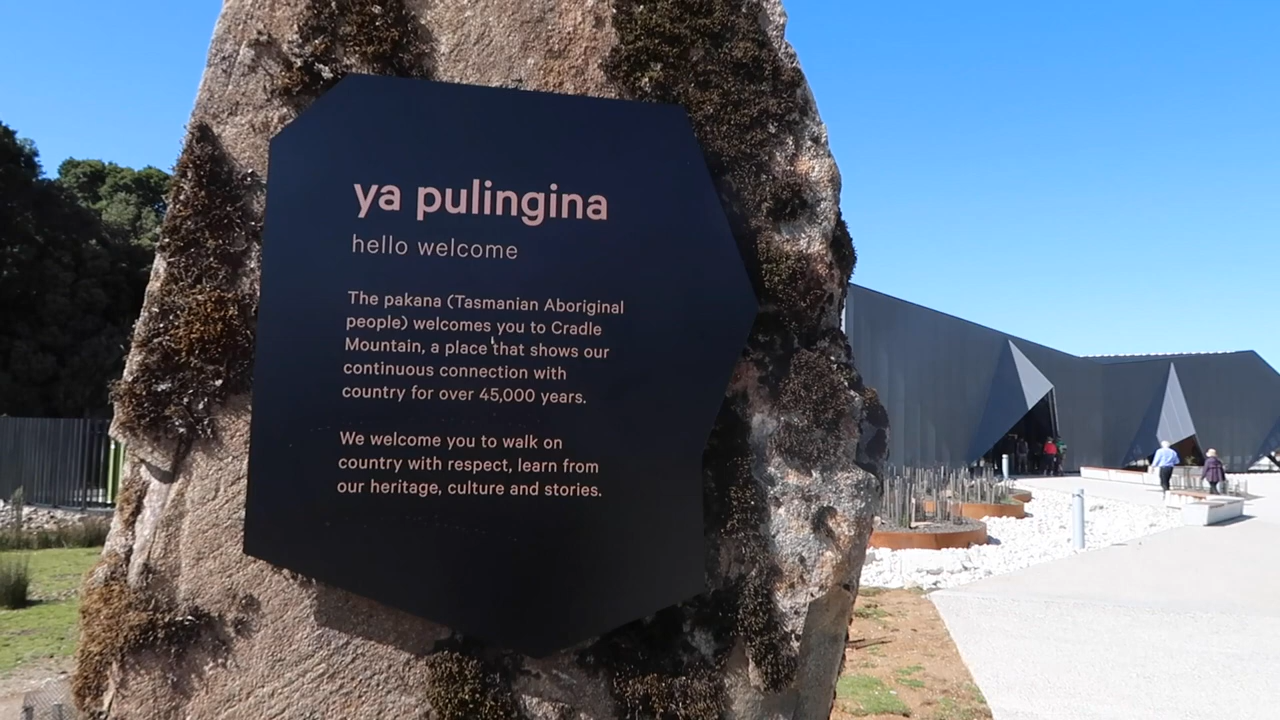 ya pulingina
hello welcome
The pakana (Tasmanian Aboriginal
people) welcomes you to Cradle
Mountain, a place that shows our
continuous connection with
country for over 45,000 years.
We welcome you to walk on
country with respect, learn from
our heritage, culture and stories.